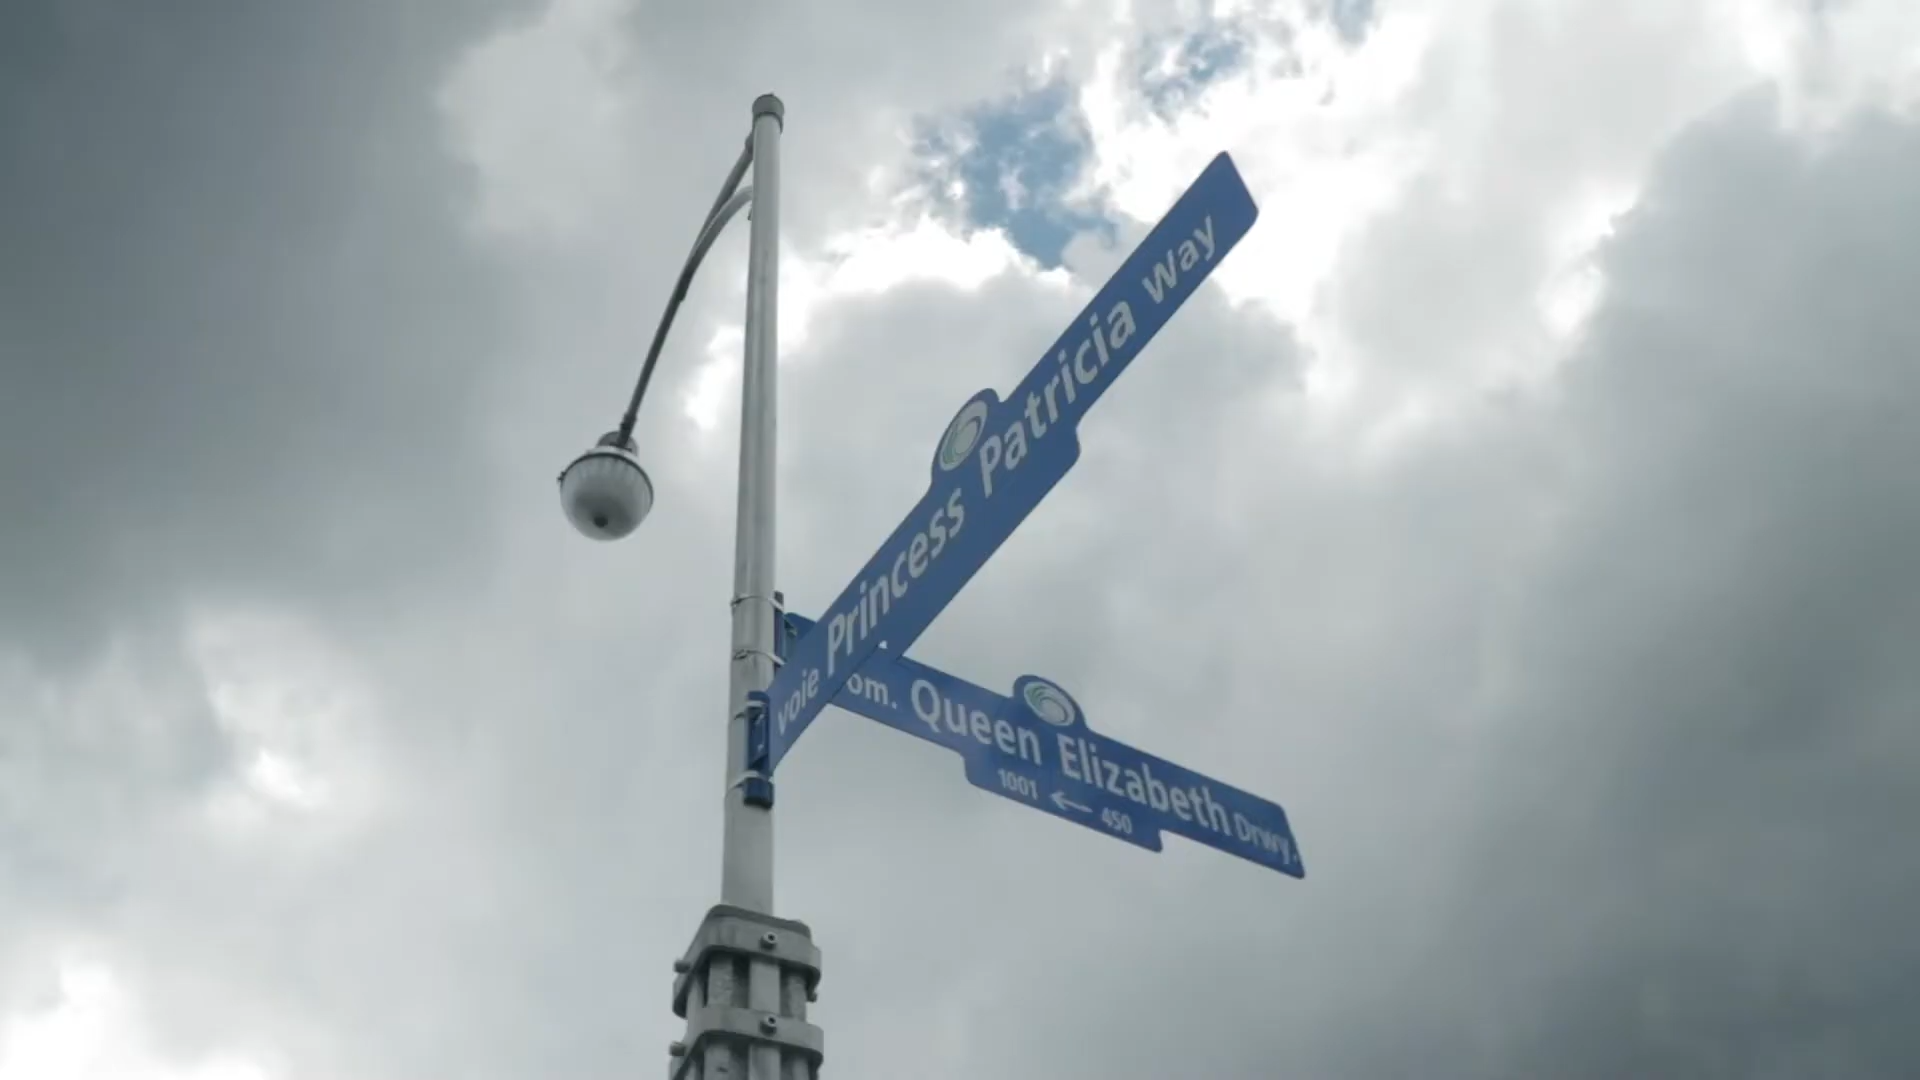 voie Princess Patricia Way
om. Queen Elizabeth Drwy.
1001 ← 450